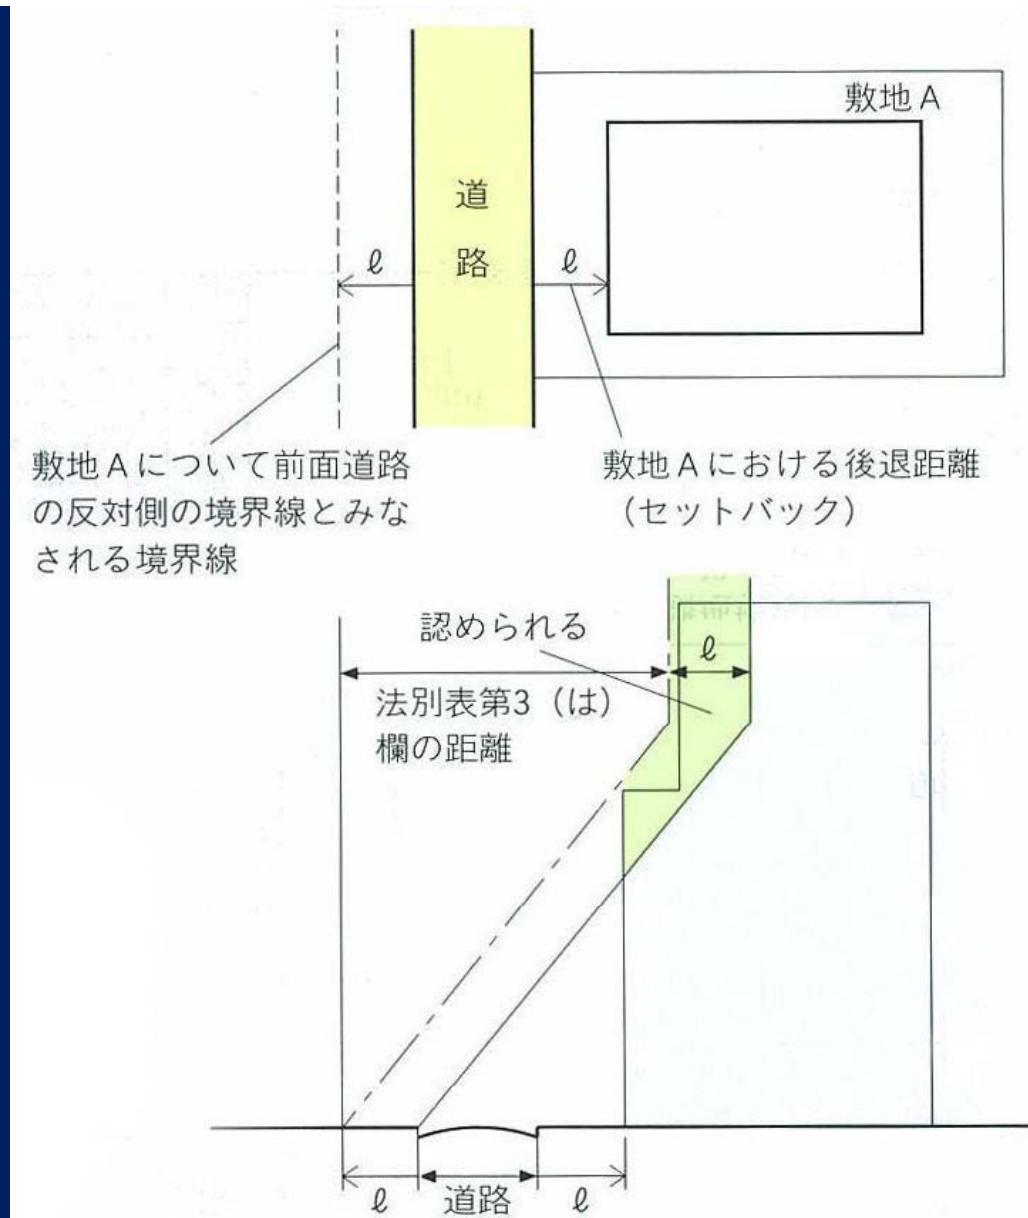 敷地A
道
路
ℓ
ℓ
敷地Aについて前面道路
の反対側の境界線とみな
される境界線
敷地Aにおける後退距離
(セットバック)
認められる
ℓ
法別表第3(は)
欄の距離
ℓ
道路
ℓ